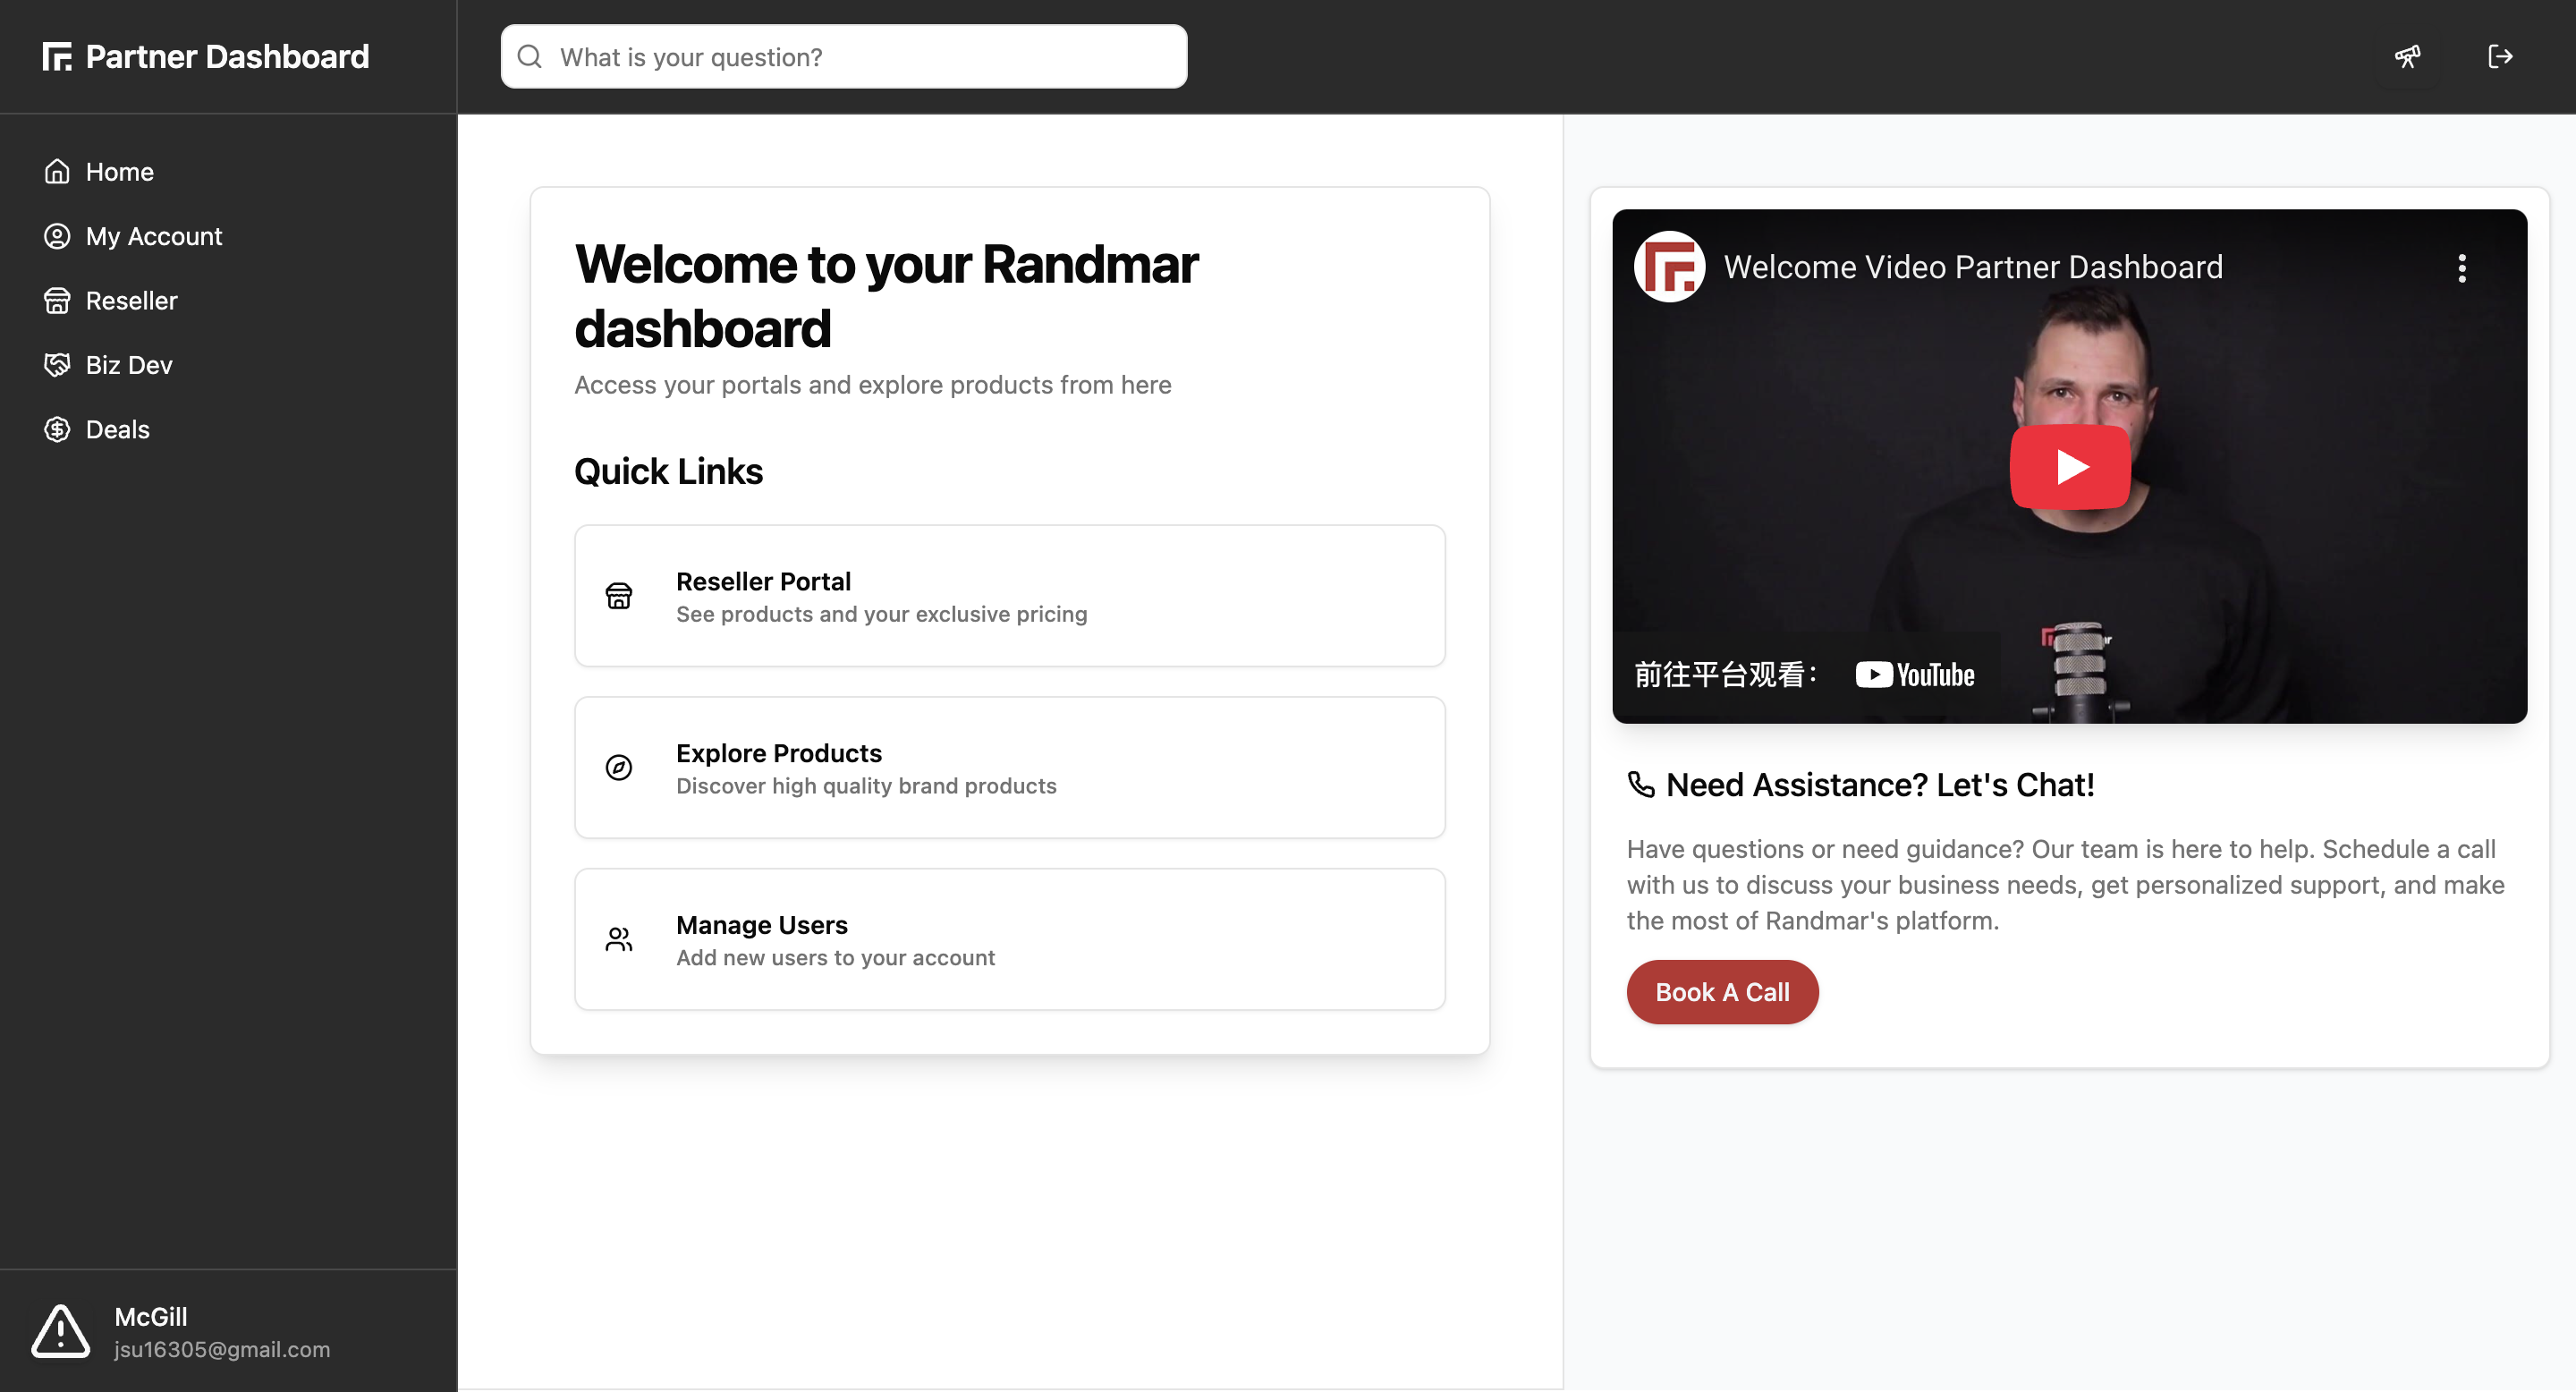 Partner Dashboard
What is your question?
Home
My Account
Reseller
Biz Dev
Deals
McGill
jsu16305@gmail.com
Welcome to your Randmar
dashboard
Access your portals and explore products from here
Quick Links
Reseller Portal
See products and your exclusive pricing
Explore Products
Discover high quality brand products
Manage Users
Add new users to your account
Welcome Video Partner Dashboard
前往平台观看：
YouTube
Need Assistance? Let's Chat!
Have questions or need guidance? Our team is here to help. Schedule a call
with us to discuss your business needs, get personalized support, and make
the most of Randmar's platform.
Book A Call